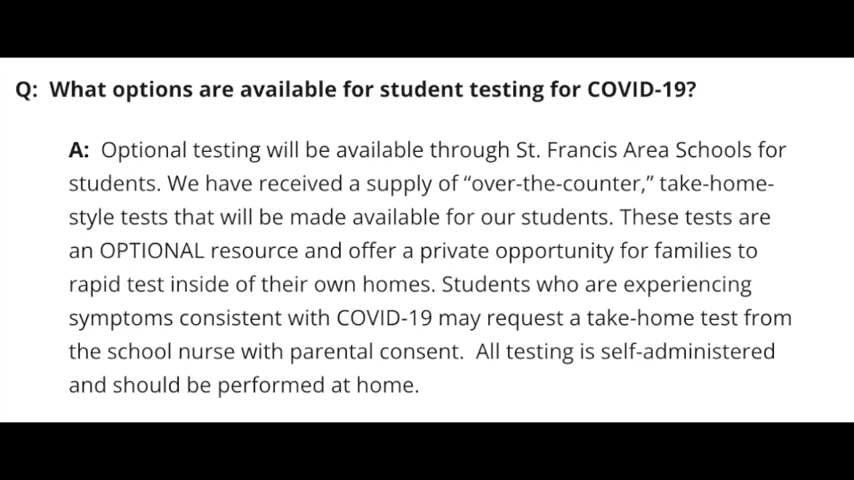 Q: What options are available for student testing for COVID-19?
A: Optional testing will be available through St. Francis Area Schools for
students. We have received a supply of “over-the-counter,” take-home-
style tests that will be made available for our students. These tests are
an OPTIONAL resource and offer a private opportunity for families to
rapid test inside of their own homes. Students who are experiencing
symptoms consistent with COVID-19 may request a take-home test from
the school nurse with parental consent. All testing is self-administered
and should be performed at home.